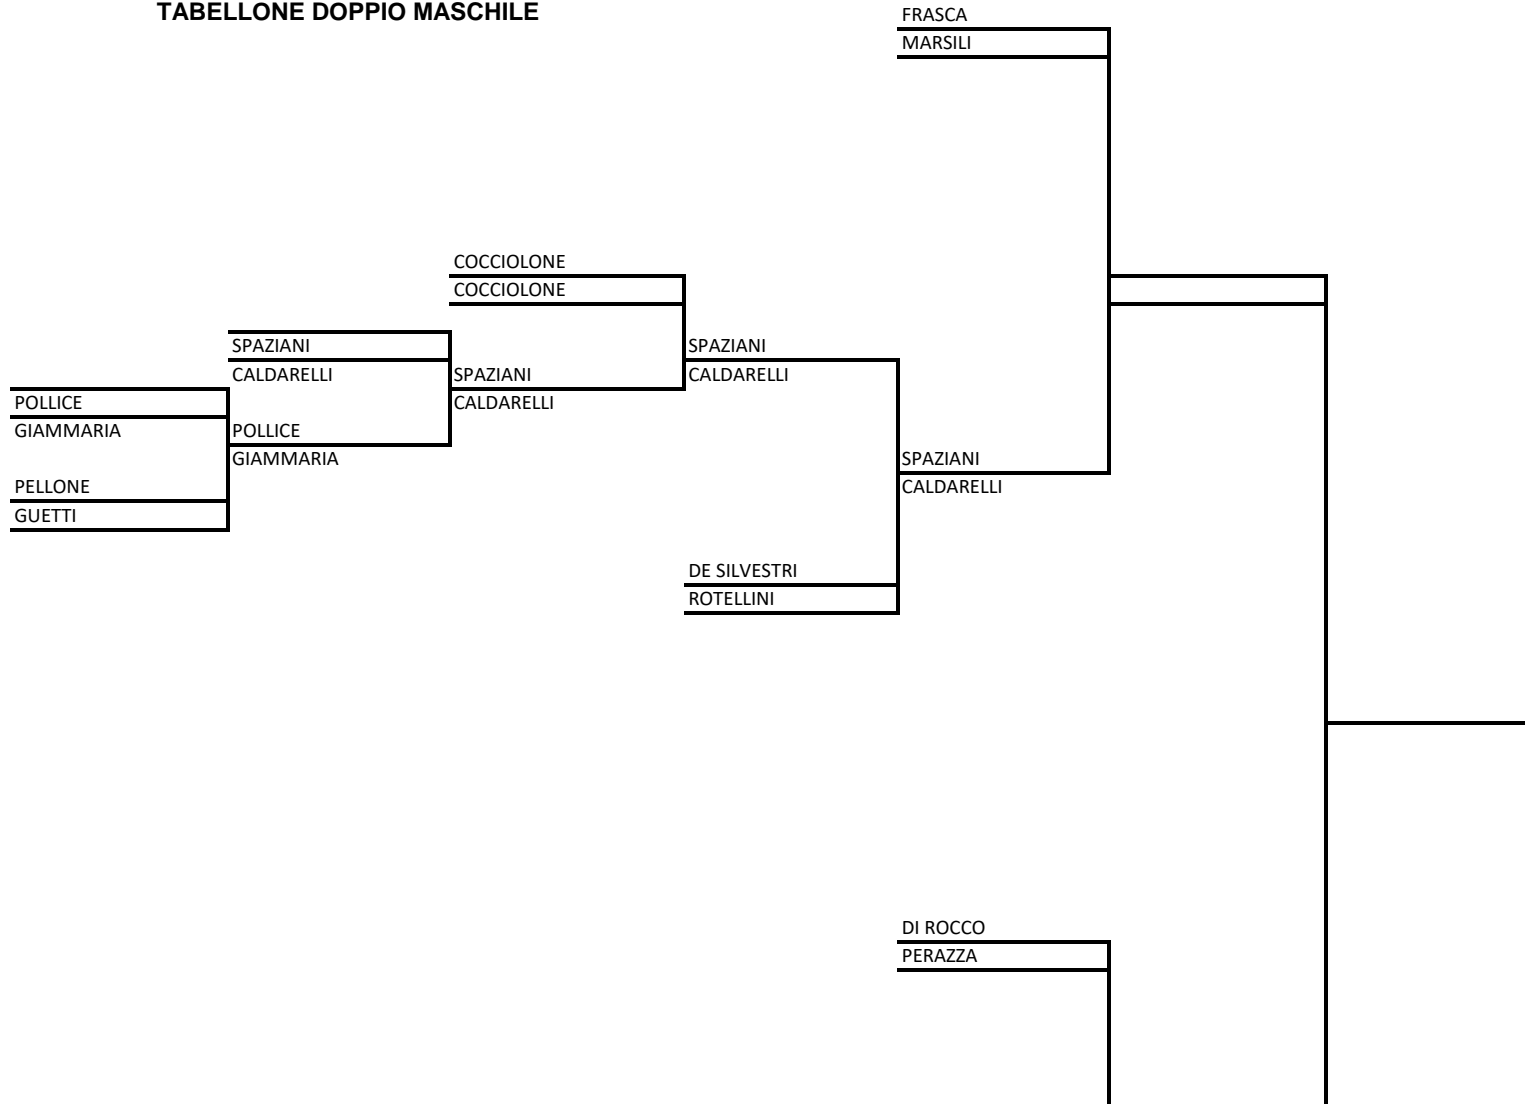 TABELLONE DOPPIO MASCHILE
FRASCA
MARSILI
COCCIOLONE
COCCIOLONE
SPAZIANI
SPAZIANI
CALDARELLI
SPAZIANI
CALDARELLI
POLLICE
CALDARELLI
GIAMMARIA
POLLICE
GIAMMARIA
SPAZIANI
PELLONE
CALDARELLI
GUETTI
DE SILVESTRI
ROTELLINI
DI ROCCO
PERAZZA